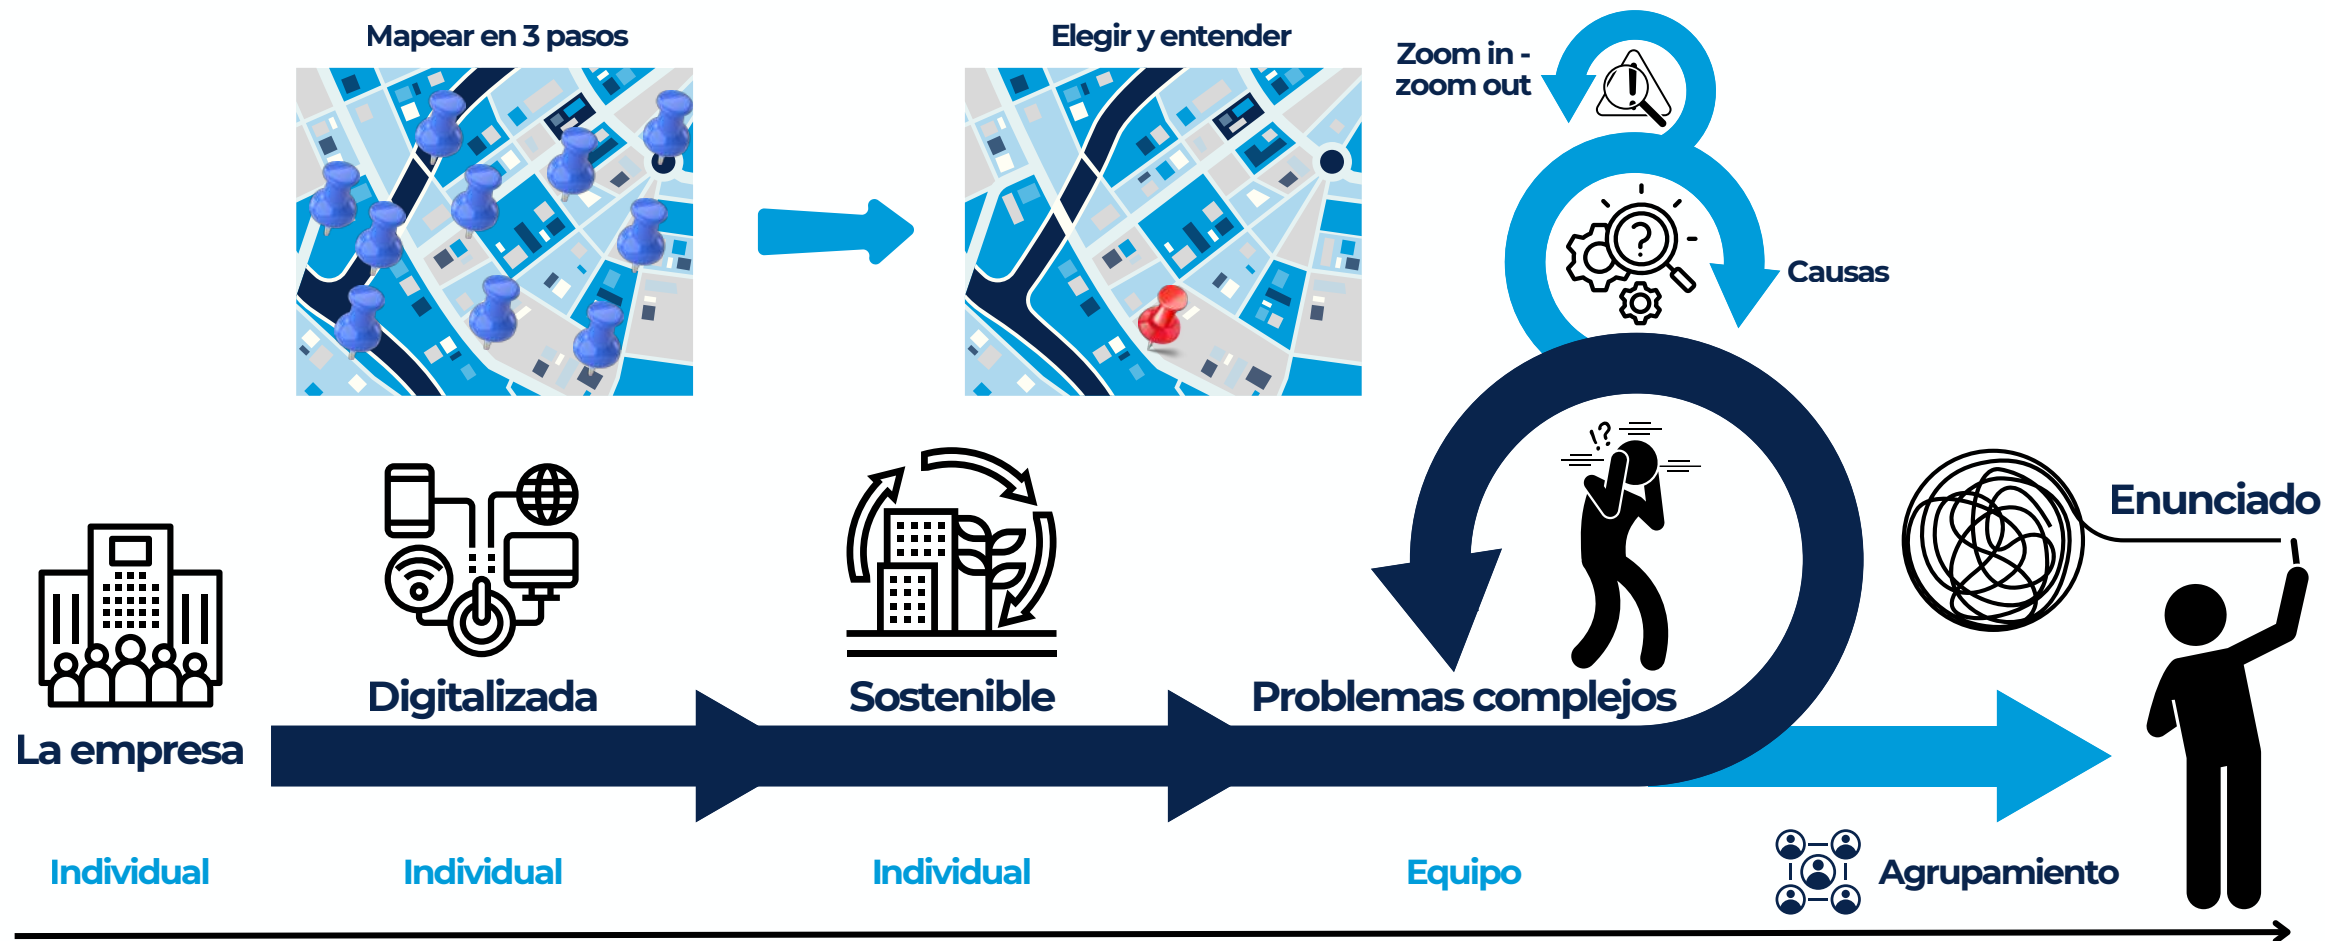 Mapear en 3 pasos
Elegir y entender
Zoom in -
zoom out
Causas
Enunciado
Digitalizada
Sostenible
Problemas complejos
La empresa
Individual
Individual
Individual
Equipo
Agrupamiento